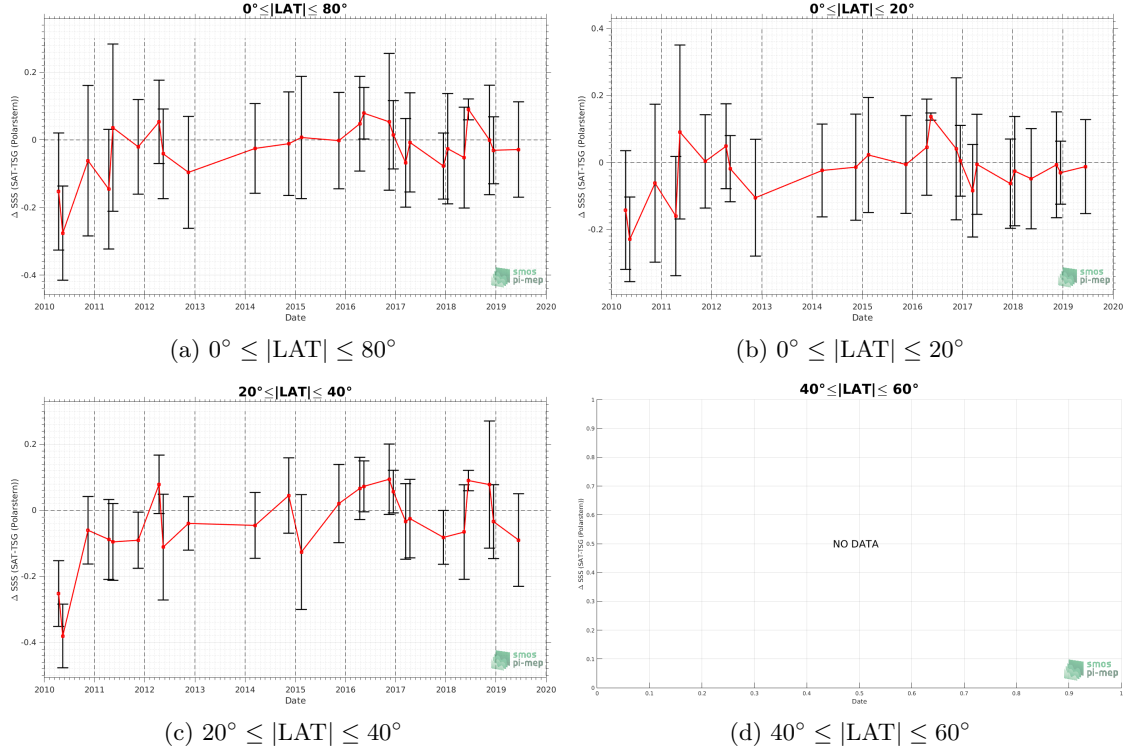 0°≤|LAT|≤ 80°
0.2
0
-0.2
-0.4
Δ SSS (SAT-TSG (Polarstern))
2010 2011 2012 2013 2014 2015 2016 2017 2018 2019 2020
Date
smos
pi-mep
(a) 0° ≤ |LAT| ≤ 80°
0°≤|LAT|≤ 20°
0.4
0.2
0
-0.2
Δ SSS (SAT-TSG (Polarstern))
2010 2011 2012 2013 2014 2015 2016 2017 2018 2019 2020
Date
smos
pi-mep
(b) 0° ≤ |LAT| ≤ 20°
20°≤|LAT|≤ 40°
0.2
0
-0.2
-0.4
Δ SSS (SAT-TSG (Polarstern))
2010 2011 2012 2013 2014 2015 2016 2017 2018 2019 2020
Date
smos
pi-mep
(c) 20° ≤ |LAT| ≤ 40°
40°≤|LAT|≤ 60°
1
0.9
0.8
0.7
0.6
0.5
0.4
0.3
0.2
0.1
0
Δ SSS (SAT-TSG (Polarstern))
NO DATA
0 0.1 0.2 0.3 0.4 0.5 0.6 0.7 0.8 0.9 1
Date
smos
pi-mep
(d) 40° ≤ |LAT| ≤ 60°